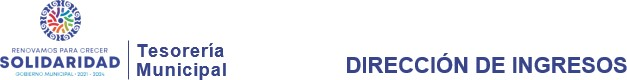 RENOVAMOS PARA CRECER
SOLIDARIDAD
GOBIERNO MUNICIPAL - 2021 - 2024
Tesorería
Municipal
DIRECCIÓN DE INGRESOS